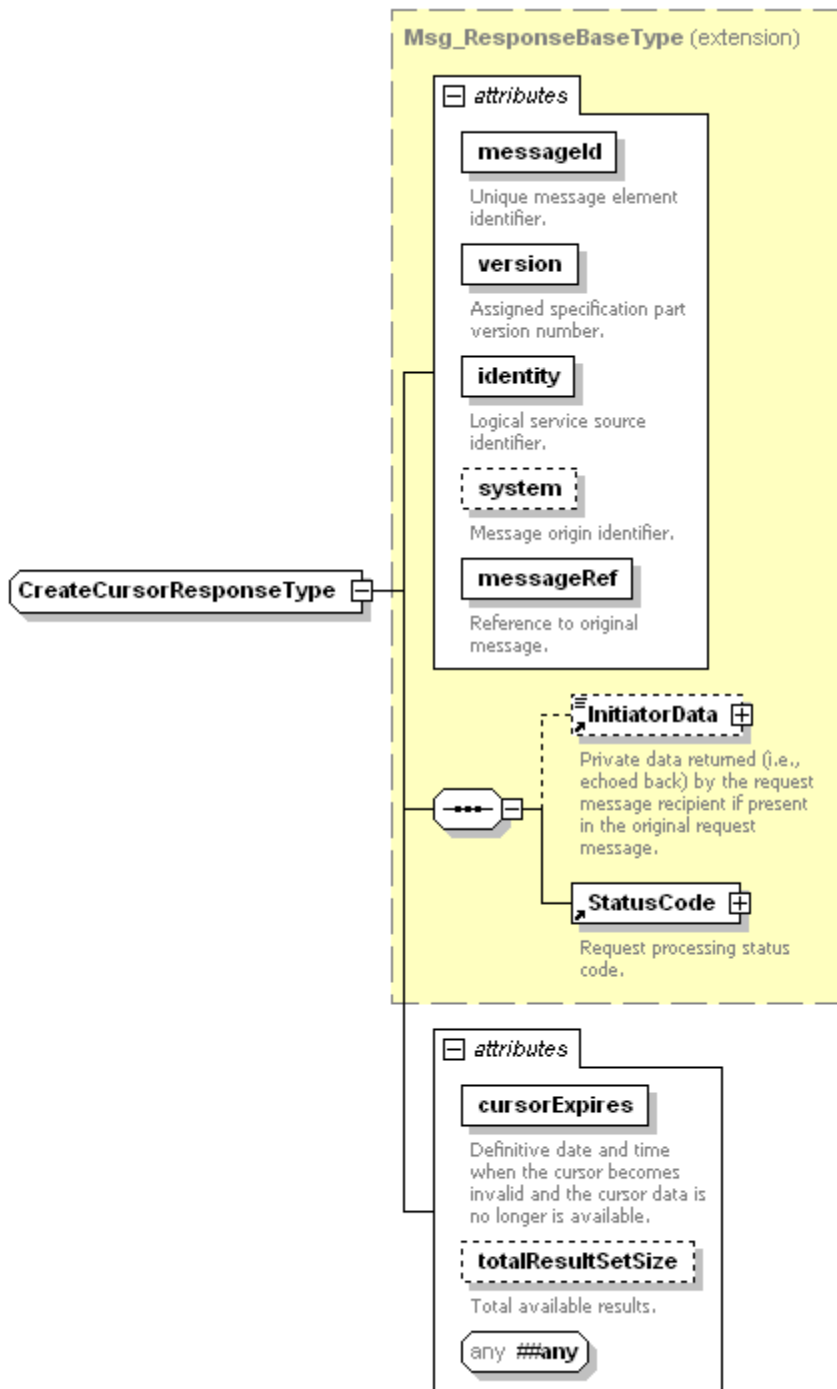 Msg_ResponseBaseType (extension)
attributes
messageId
Unique message element
identifier.
version
Assigned specification part
version number.
identity
Logical service source
identifier.
system
Message origin identifier.
messageRef
Reference to original
message.
CreateCursorResponseType
InitiatorData
Private data returned (i.e.,
echoed back) by the request
message recipient if present
in the original request
message.
StatusCode
Request processing status
code.
attributes
cursorExpires
Definitive date and time
when the cursor becomes
invalid and the cursor data is
no longer is available.
totalResultSetSize
Total available results.
any ##any